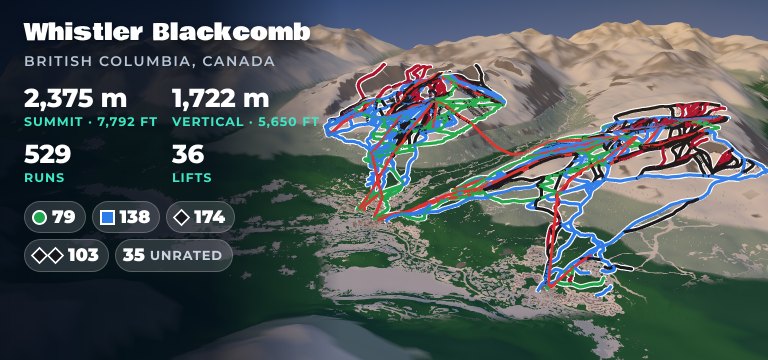 Whistler Blackcomb
BRITISH COLUMBIA, CANADA
2,375 m 1,722 m
SUMMIT · 7,792 FT VERTICAL · 5,650 FT
529 36
RUNS LIFTS
79 138 174
103 35 UNRATED